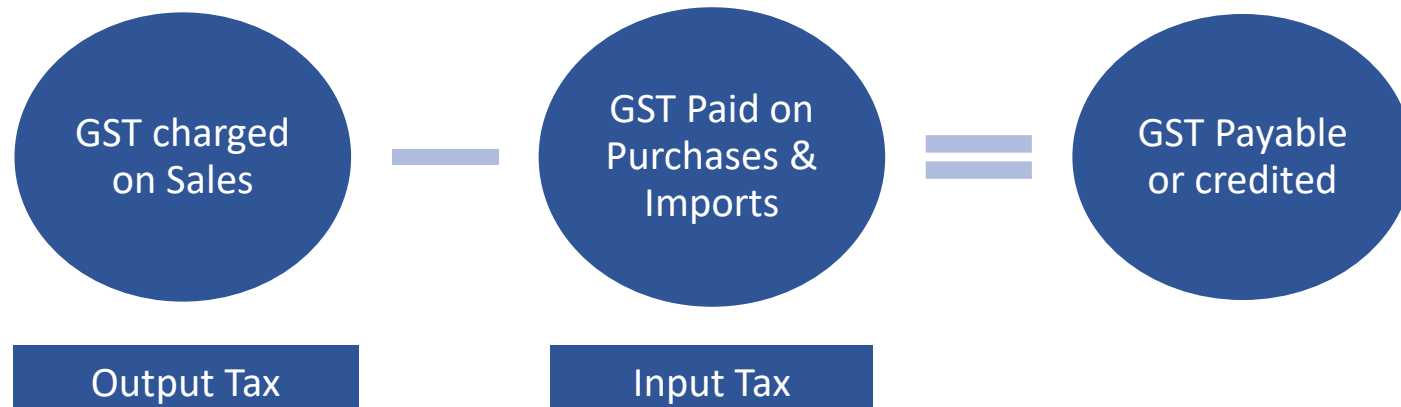 GST charged
on Sales
GST Paid on
Purchases &
Imports
GST Payable
or credited
Output Tax
Input Tax